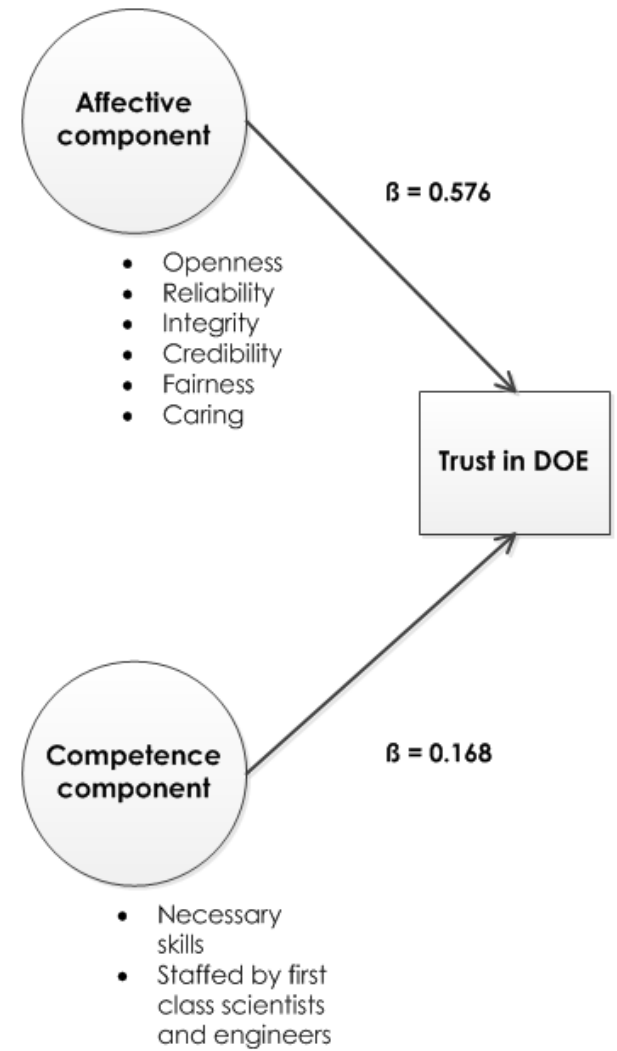 Affective
component
ß = 0.576
• Openness
• Reliability
• Integrity
• Credibility
• Fairness
• Caring
Trust in DOE
Competence
component
ß = 0.168
• Necessary
skills
• Staffed by first
class scientists
and engineers